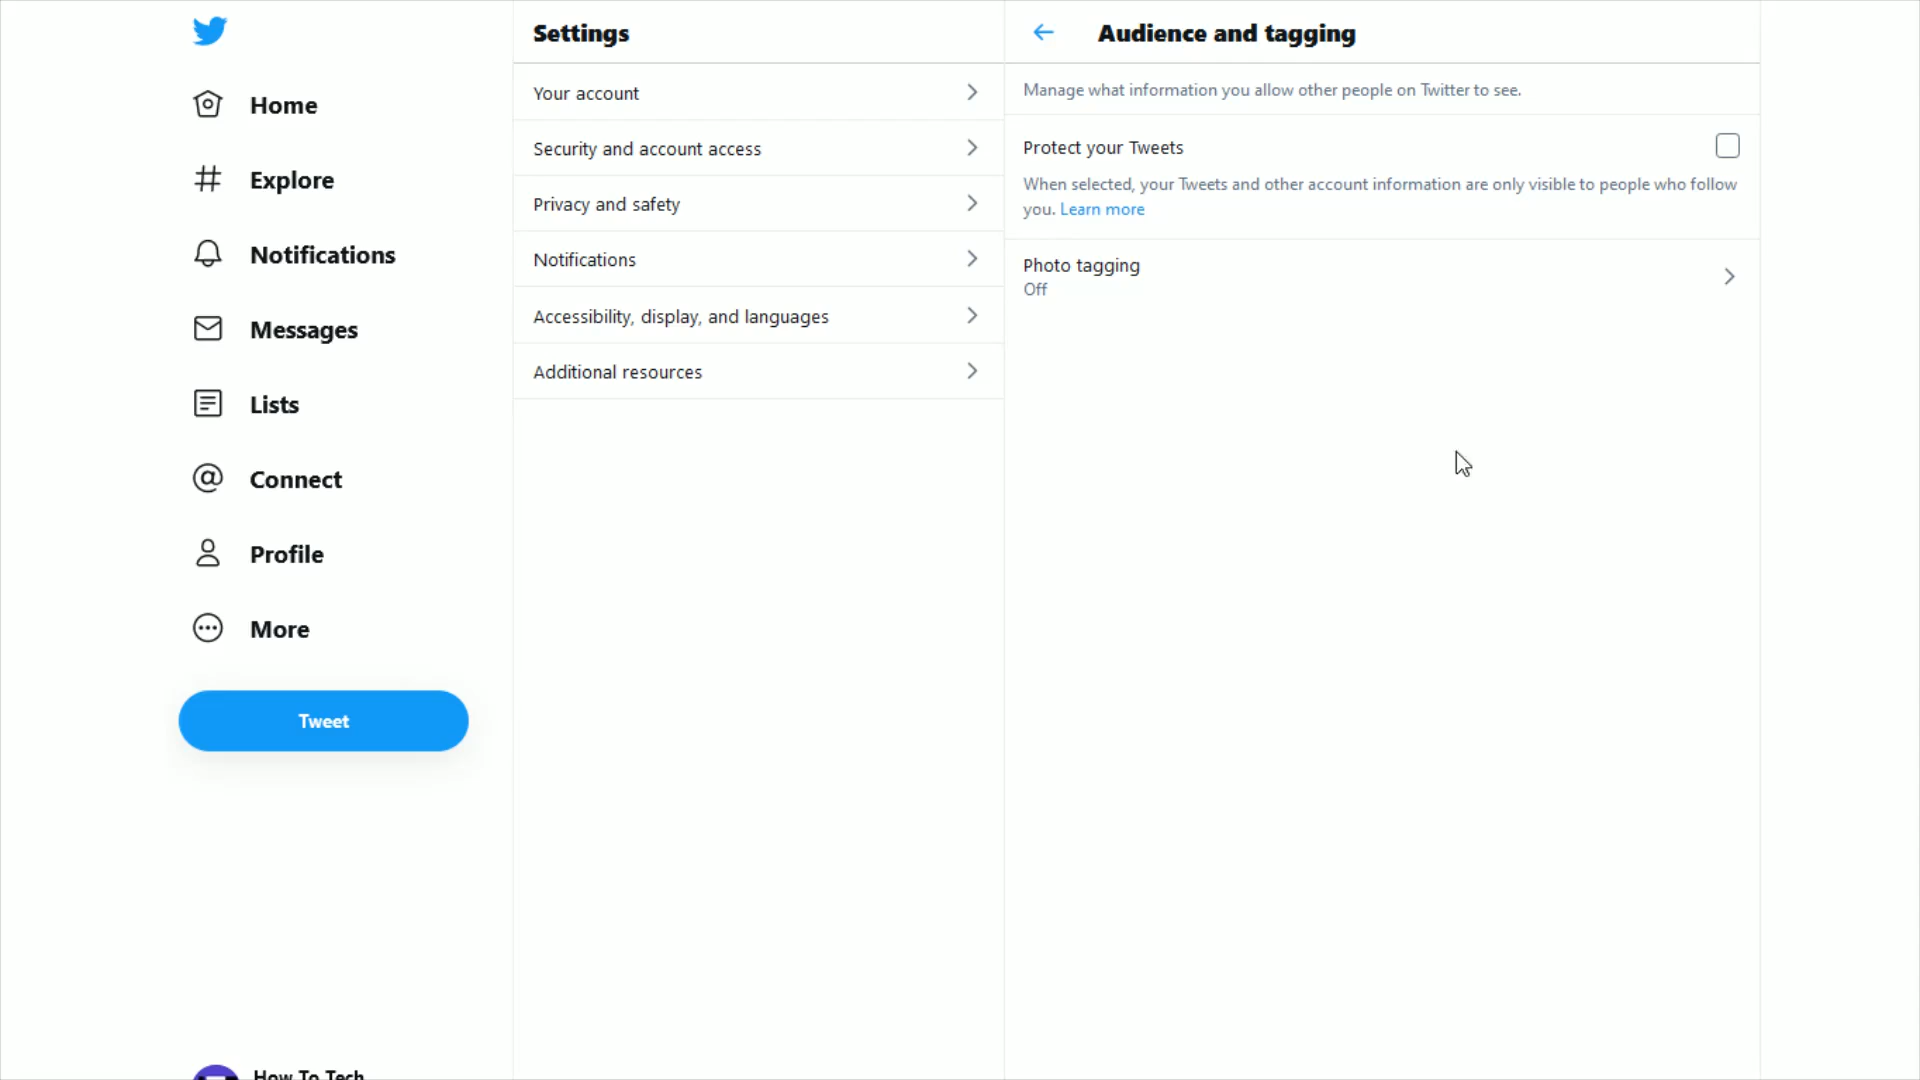 Home
Explore
Notifications
Messages
Lists
Connect
Profile
More
Tweet
How To Tech
Settings
Your account
Security and account access
Privacy and safety
Notifications
Accessibility, display, and languages
Additional resources
Audience and tagging
Manage what information you allow other people on Twitter to see.
Protect your Tweets
When selected, your Tweets and other account information are only visible to people who follow
you. Learn more
Photo tagging
Off